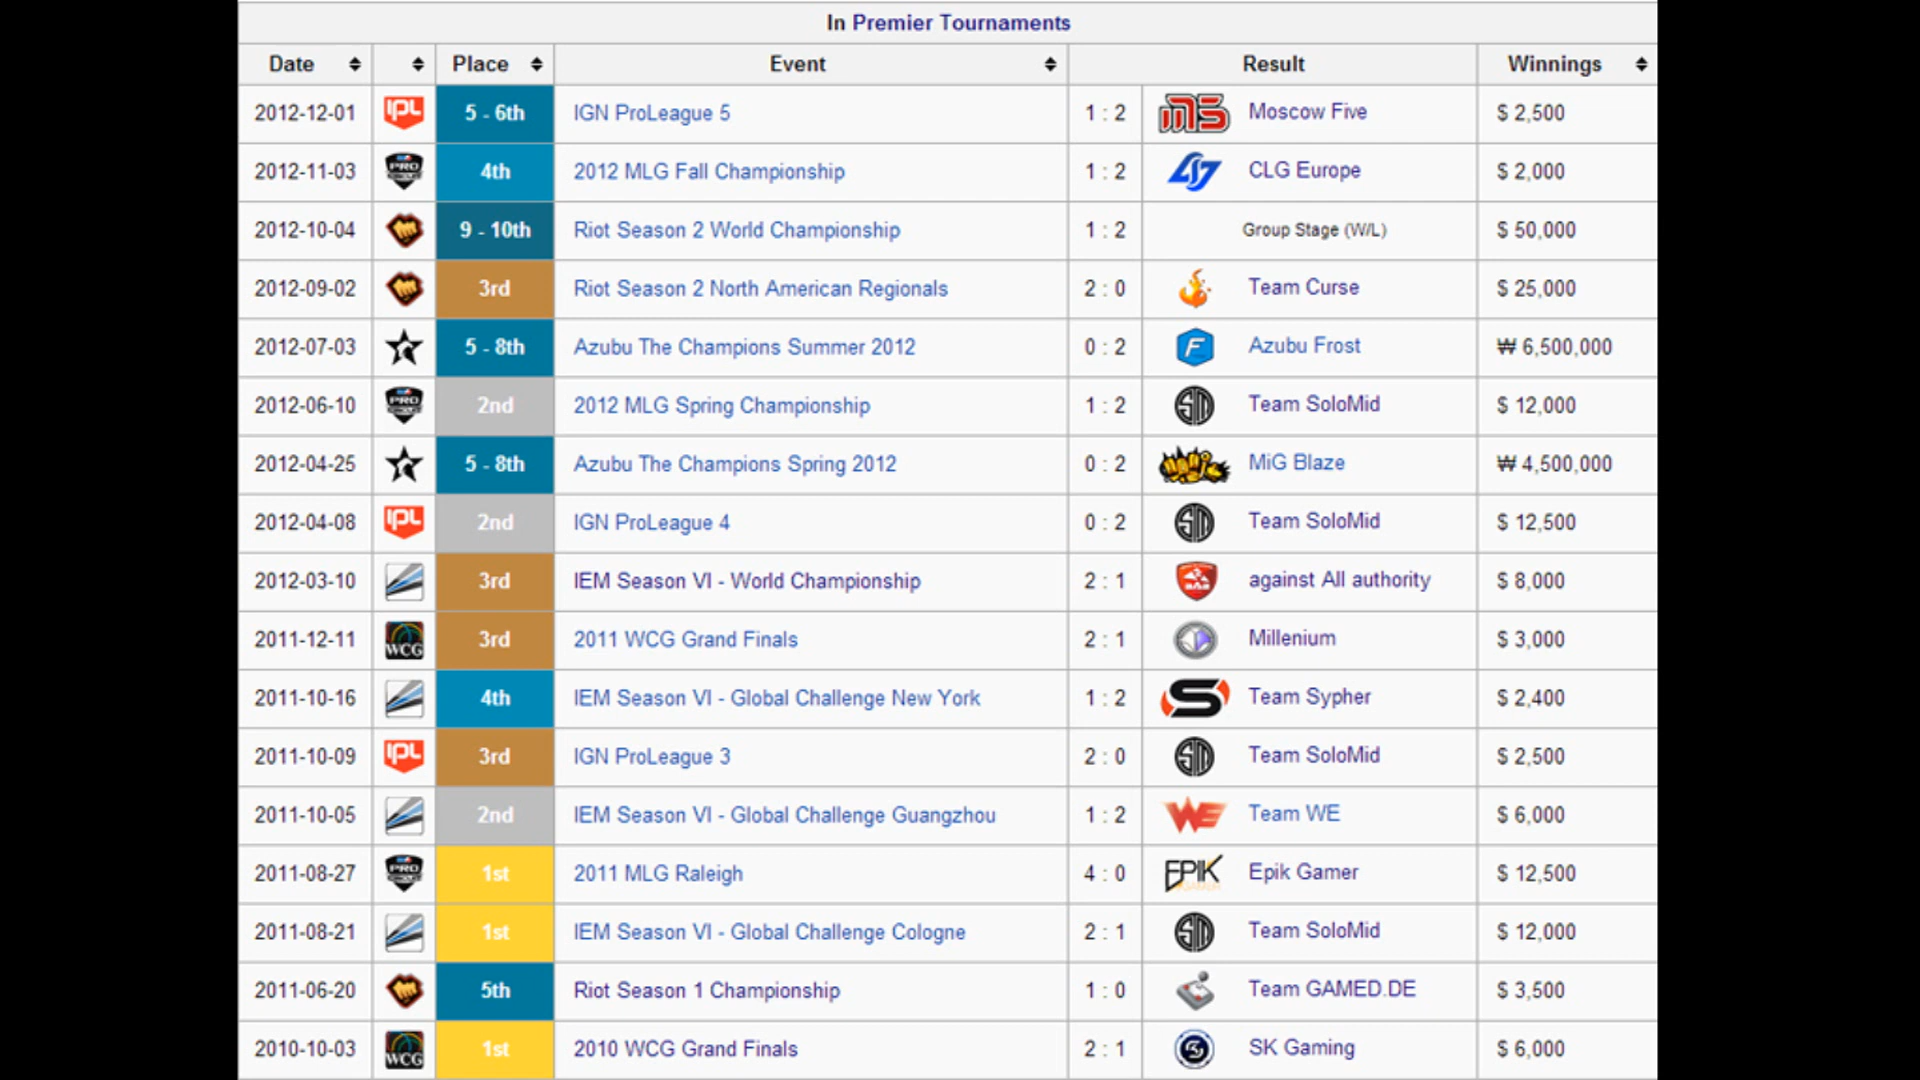 In Premier Tournaments
Date Place Event Result Winnings
2012-12-01 IPL 5 - 6th IGN ProLeague 5 1 : 2 M5 Moscow Five $ 2,500
2012-11-03 PRO CIRCUIT 4th 2012 MLG Fall Championship 1 : 2 CLG Europe $ 2,000
2012-10-04 9 - 10th Riot Season 2 World Championship 1 : 2 Group Stage (W/L) $ 50,000
2012-09-02 3rd Riot Season 2 North American Regionals 2 : 0 Team Curse $ 25,000
2012-07-03 5 - 8th Azubu The Champions Summer 2012 0 : 2 F Azubu Frost ₩ 6,500,000
2012-06-10 PRO CIRCUIT 2nd 2012 MLG Spring Championship 1 : 2 Team SoloMid $ 12,000
2012-04-25 5 - 8th Azubu The Champions Spring 2012 0 : 2 MiG Blaze ₩ 4,500,000
2012-04-08 IPL 2nd IGN ProLeague 4 0 : 2 Team SoloMid $ 12,500
2012-03-10 3rd IEM Season VI - World Championship 2 : 1 against All authority $ 8,000
2011-12-11 WCG 3rd 2011 WCG Grand Finals 2 : 1 Millenium $ 3,000
2011-10-16 4th IEM Season VI - Global Challenge New York 1 : 2 S Team Sypher $ 2,400
2011-10-09 IPL 3rd IGN ProLeague 3 2 : 0 Team SoloMid $ 2,500
2011-10-05 2nd IEM Season VI - Global Challenge Guangzhou 1 : 2 WE Team WE $ 6,000
2011-08-27 PRO CIRCUIT 1st 2011 MLG Raleigh 4 : 0 EPIK GAMER Epik Gamer $ 12,500
2011-08-21 1st IEM Season VI - Global Challenge Cologne 2 : 1 Team SoloMid $ 12,000
2011-06-20 5th Riot Season 1 Championship 1 : 0 Team GAMED.DE $ 3,500
2010-10-03 WCG 1st 2010 WCG Grand Finals 2 : 1 SK Gaming $ 6,000